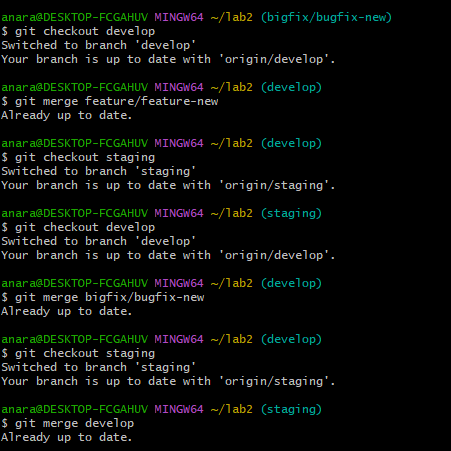 anara@DESKTOP-FCGAHUV MINGW64 ~/lab2 (bigfix/bugfix-new)
$ git checkout develop
Switched to branch 'develop'
Your branch is up to date with 'origin/develop'.
anara@DESKTOP-FCGAHUV MINGW64 ~/lab2 (develop)
$ git merge feature/feature-new
Already up to date.
anara@DESKTOP-FCGAHUV MINGW64 ~/lab2 (develop)
$ git checkout staging
Switched to branch 'staging'
Your branch is up to date with 'origin/staging'.
anara@DESKTOP-FCGAHUV MINGW64 ~/lab2 (staging)
$ git checkout develop
Switched to branch 'develop'
Your branch is up to date with 'origin/develop'.
anara@DESKTOP-FCGAHUV MINGW64 ~/lab2 (develop)
$ git merge bigfix/bugfix-new
Already up to date.
anara@DESKTOP-FCGAHUV MINGW64 ~/lab2 (develop)
$ git checkout staging
Switched to branch 'staging'
Your branch is up to date with 'origin/staging'.
anara@DESKTOP-FCGAHUV MINGW64 ~/lab2 (staging)
$ git merge develop
Already up to date.